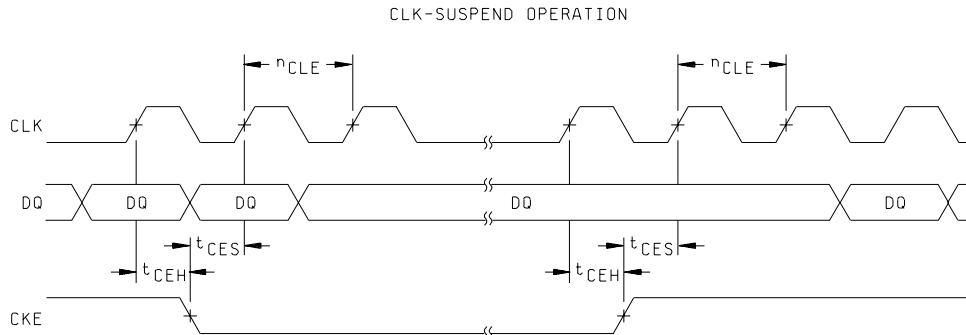 CLK-SUSPEND OPERATION
nCLE nCLE
CLK
DQ DQ DQ DQ DQ
tCES tCES
tCEH tCEH
CKE